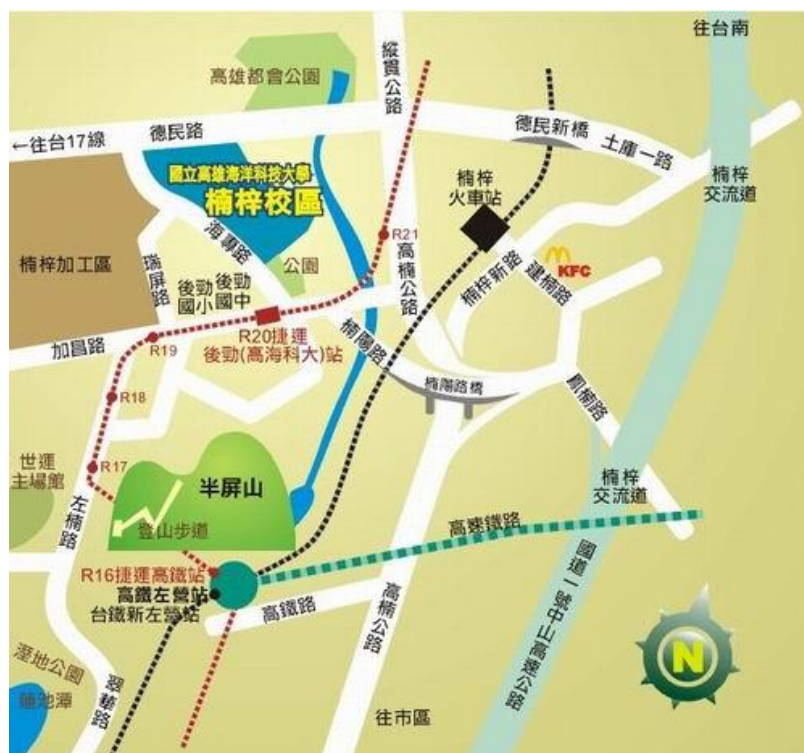 往台南
縱貫公路
高雄都會公園
德民路
←往台17線
德民新橋
土庫一路
國立高雄海洋科技大學
楠梓校區
楠梓
火車站
楠梓
交流道
海專路
R21
楠梓加工區
瑞屏路
後勁
國小
後勁
國中
公園
高楠公路
楠梓新路
KFC
建楠路
加昌路
R19
R20捷運
後勁(高海科大)站
楠陽路
楠陽路橋
鳳楠路
R18
R17
世運
主場館
左楠路
半屏山
登山步道
楠梓
交流道
高速鐵路
R16捷運高鐵站
高鐵左營站
台鐵新左營站
高鐵路
高楠公路
國道一號中山高速公路
N
溼地公園
蓮池潭
翠華路
往市區